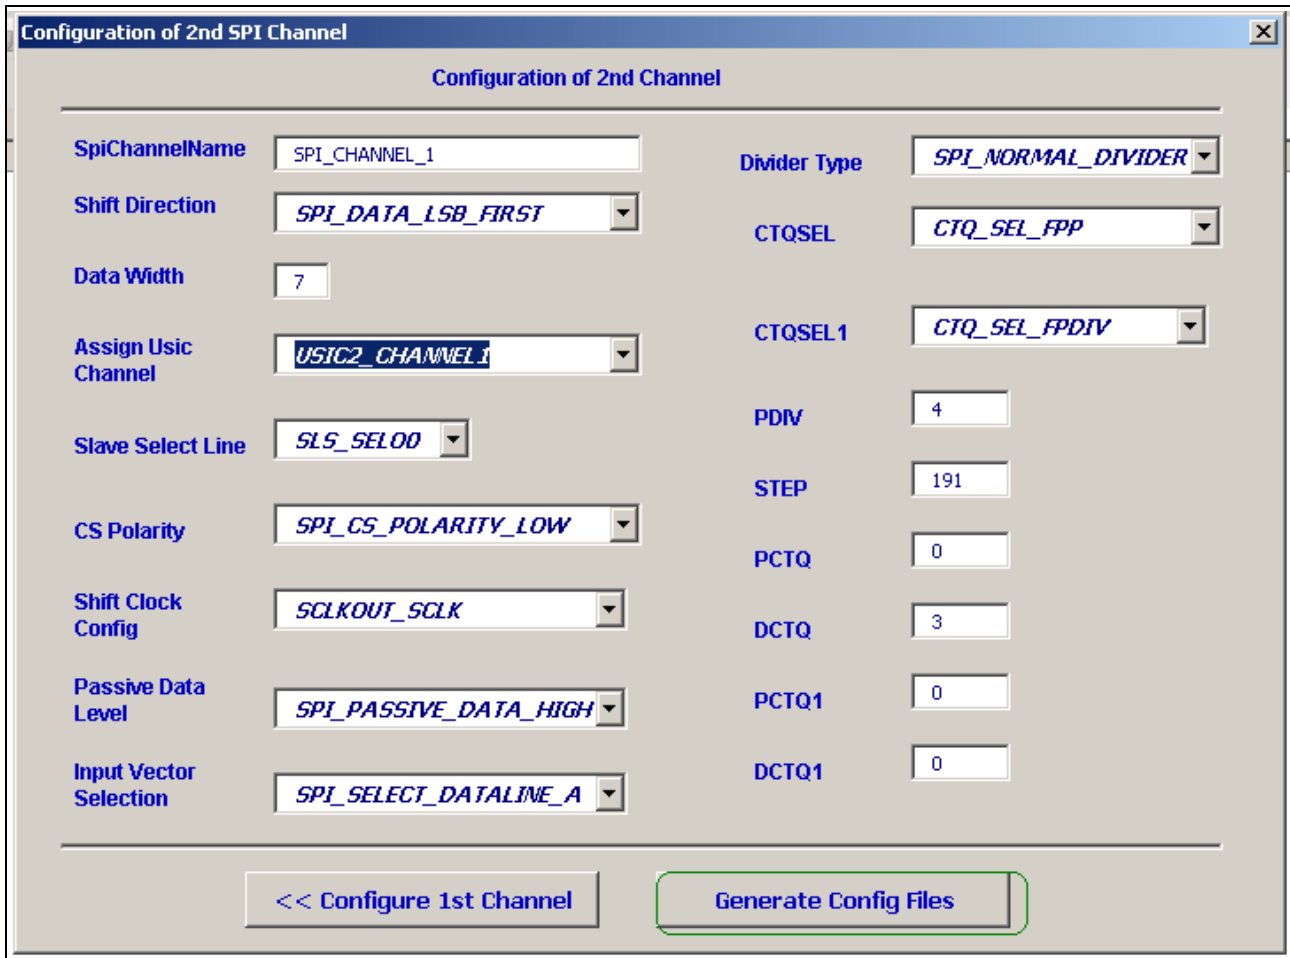 Configuration of 2nd SPI Channel
Configuration of 2nd Channel
SpiChannelName
SPI_CHANNEL_1
Shift Direction
SPI_DATA_LSB_FIRST
Data Width
7
Assign Usic
Channel
USIC2_CHANNEL1
Slave Select Line
SLS_SELO0
CS Polarity
SPI_CS_POLARITY_LOW
Shift Clock
Config
SCLKOUT_SCLK
Passive Data
Level
SPI_PASSIVE_DATA_HIGH
Input Vector
Selection
SPI_SELECT_DATALINE_A
Divider Type
SPI_NORMAL_DIVIDER
CTQSEL
CTQ_SEL_FPP
CTQSEL1
CTQ_SEL_FPDIV
PDIV
4
STEP
191
PCTQ
0
DCTQ
3
PCTQ1
0
DCTQ1
0
<< Configure 1st Channel
Generate Config Files